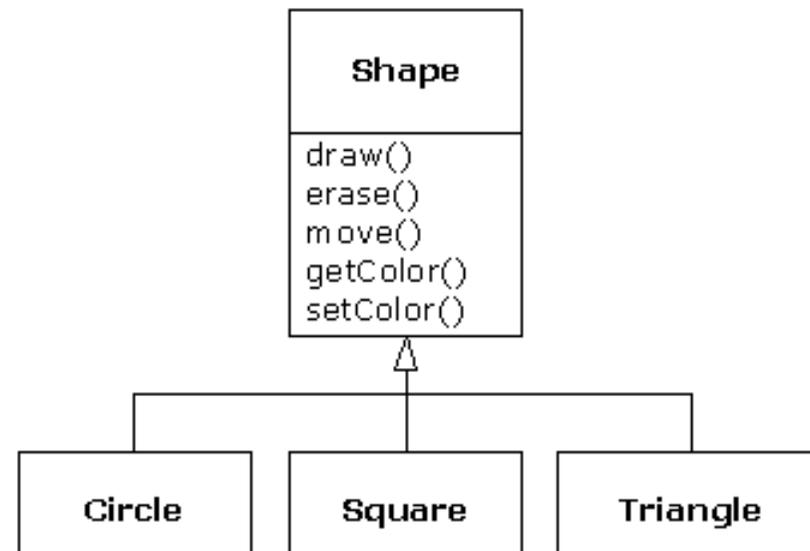 Shape
draw()
erase()
move()
getColor()
setColor()
Circle
Square
Triangle